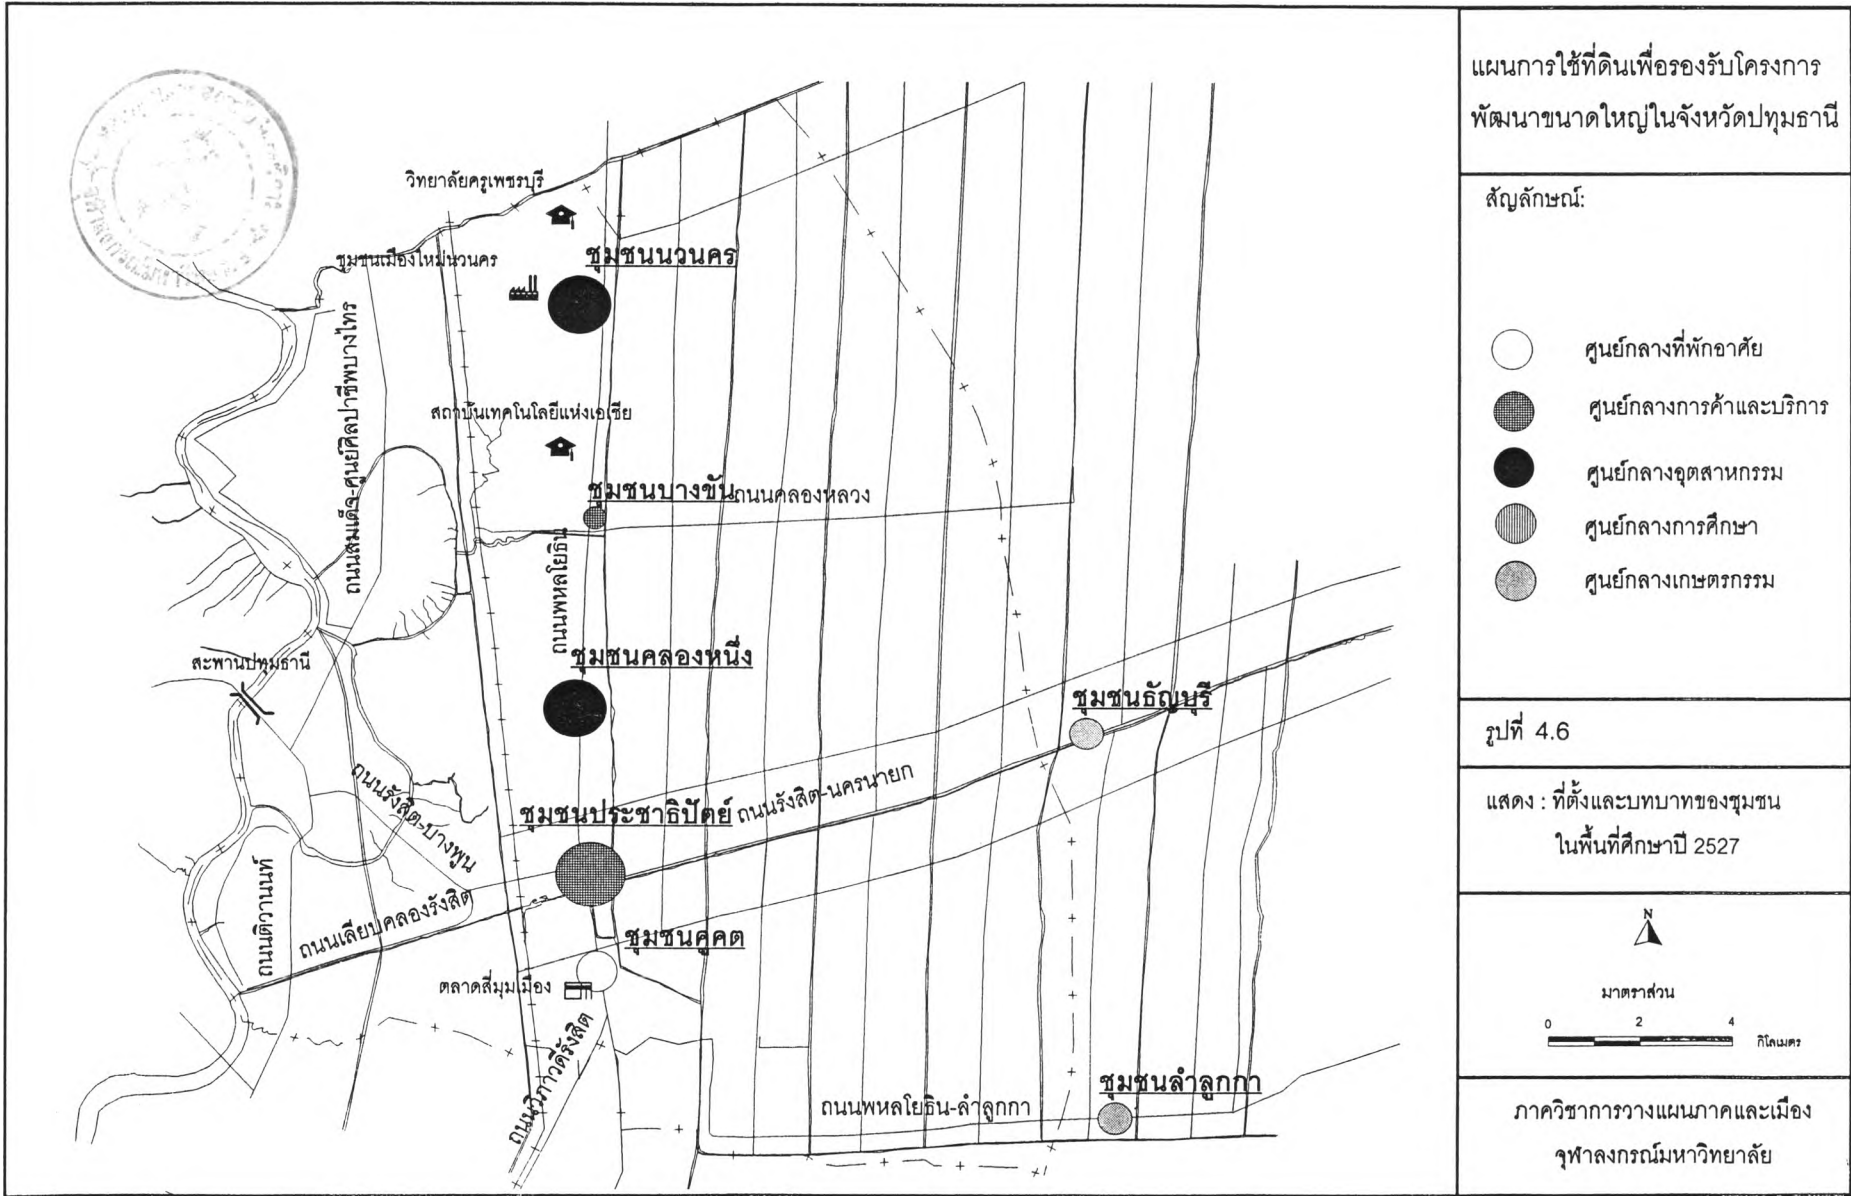 แผนการใช้ที่ดินเพื่อรองรับโครงการ
พัฒนาขนาดใหญ่ในจังหวัดปทุมธานี
สัญลักษณ์:
ศูนย์กลางที่พักอาศัย
ศูนย์กลางการค้าและบริการ
ศูนย์กลางอุตสาหกรรม
ศูนย์กลางการศึกษา
ศูนย์กลางเกษตรกรรม
รูปที่ 4.6
แสดง : ที่ตั้งและบทบาทของชุมชน
ในพื้นที่ศึกษาปี 2527
N
มาตราส่วน
0 2 4
กิโลเมตร
ภาควิชาการวางแผนภาคและเมือง
จุฬาลงกรณ์มหาวิทยาลัย
วิทยาลัยครูเพชรบุรี
ชุมชนเมืองใหม่นวนคร
ชุมชนนวนคร
ถนนสมเด็จ-ศูนย์ศิลปาชีพบางไทร
สถาบันเทคโนโลยีแห่งเอเชีย
ชุมชนบางขัน
ถนนคลองหลวง
ถนนพหลโยธิน
ชุมชนคลองหนึ่ง
สะพานปทุมธานี
ชุมชนธัญบุรี
ถนนรังสิต-นครนายก
ถนนรังสิต-บางพูน
ชุมชนประชาธิปัตย์
ถนนติวานนท์
ถนนเลียบคลองรังสิต
ชุมชนคูคต
ตลาดสี่มุมเมือง
ถนนวิภาวดีรังสิต
ชุมชนลำลูกกา
ถนนพหลโยธิน-ลำลูกกา